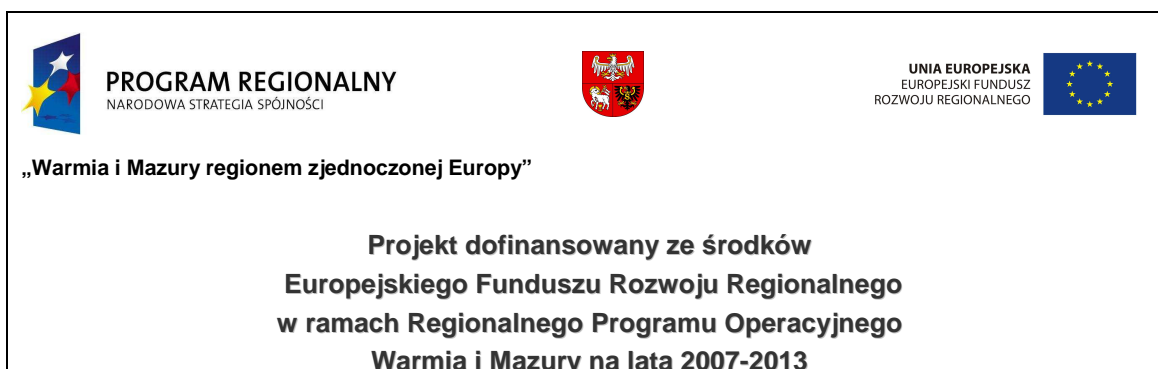 PROGRAM REGIONALNY
NARODOWA STRATEGIA SPÓJNOŚCI
UNIA EUROPEJSKA
EUROPEJSKI FUNDUSZ
ROZWOJU REGIONALNEGO
„Warmia i Mazury regionem zjednoczonej Europy”
Projekt dofinansowany ze środków
Europejskiego Funduszu Rozwoju Regionalnego
w ramach Regionalnego Programu Operacyjnego
Warmia i Mazury na lata 2007-2013